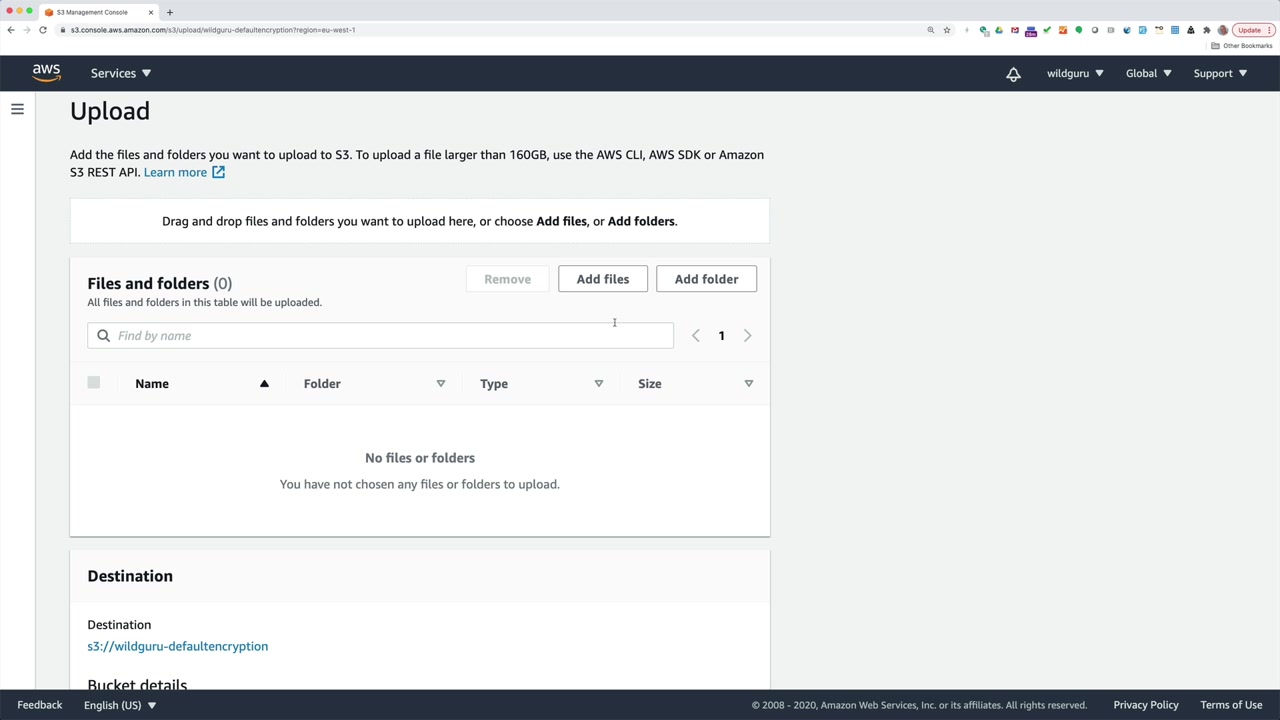 S3 Management Console
s3.console.aws.amazon.com/s3/upload/wildguru-defaultencryption?region=eu-west-1
Update
Other Bookmarks
aws
Services
wildguru
Global
Support
Upload
Add the files and folders you want to upload to S3. To upload a file larger than 160GB, use the AWS CLI, AWS SDK or Amazon
S3 REST API. Learn more
Drag and drop files and folders you want to upload here, or choose Add files, or Add folders.
Files and folders (0)
Remove
Add files
Add folder
All files and folders in this table will be uploaded.
Find by name
1
Name
Folder
Type
Size
No files or folders
You have not chosen any files or folders to upload.
Destination
Destination
s3://wildguru-defaultencryption
Bucket details
Feedback
English (US)
© 2008 - 2020, Amazon Web Services, Inc. or its affiliates. All rights reserved.
Privacy Policy
Terms of Use